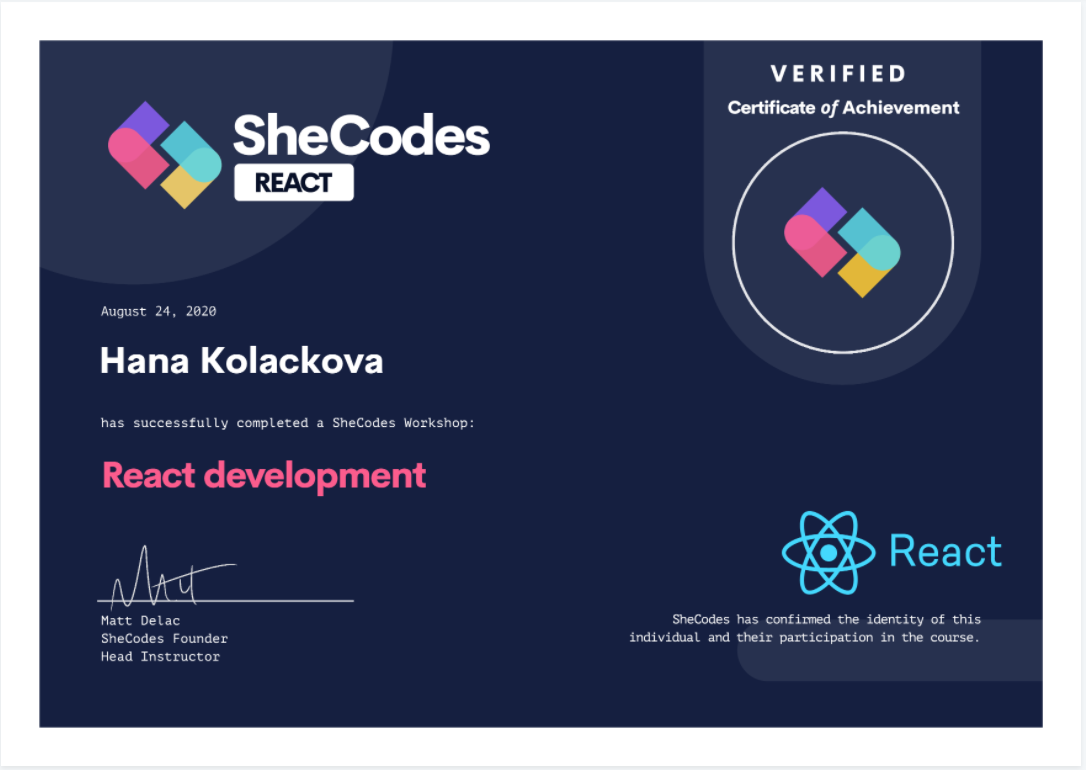 SheCodes
REACT
VERIFIED
Certificate of Achievement
August 24, 2020
Hana Kolackova
has successfully completed a SheCodes Workshop:
React development
Matt Delac
SheCodes Founder
Head Instructor
React
SheCodes has confirmed the identity of this
individual and their participation in the course.